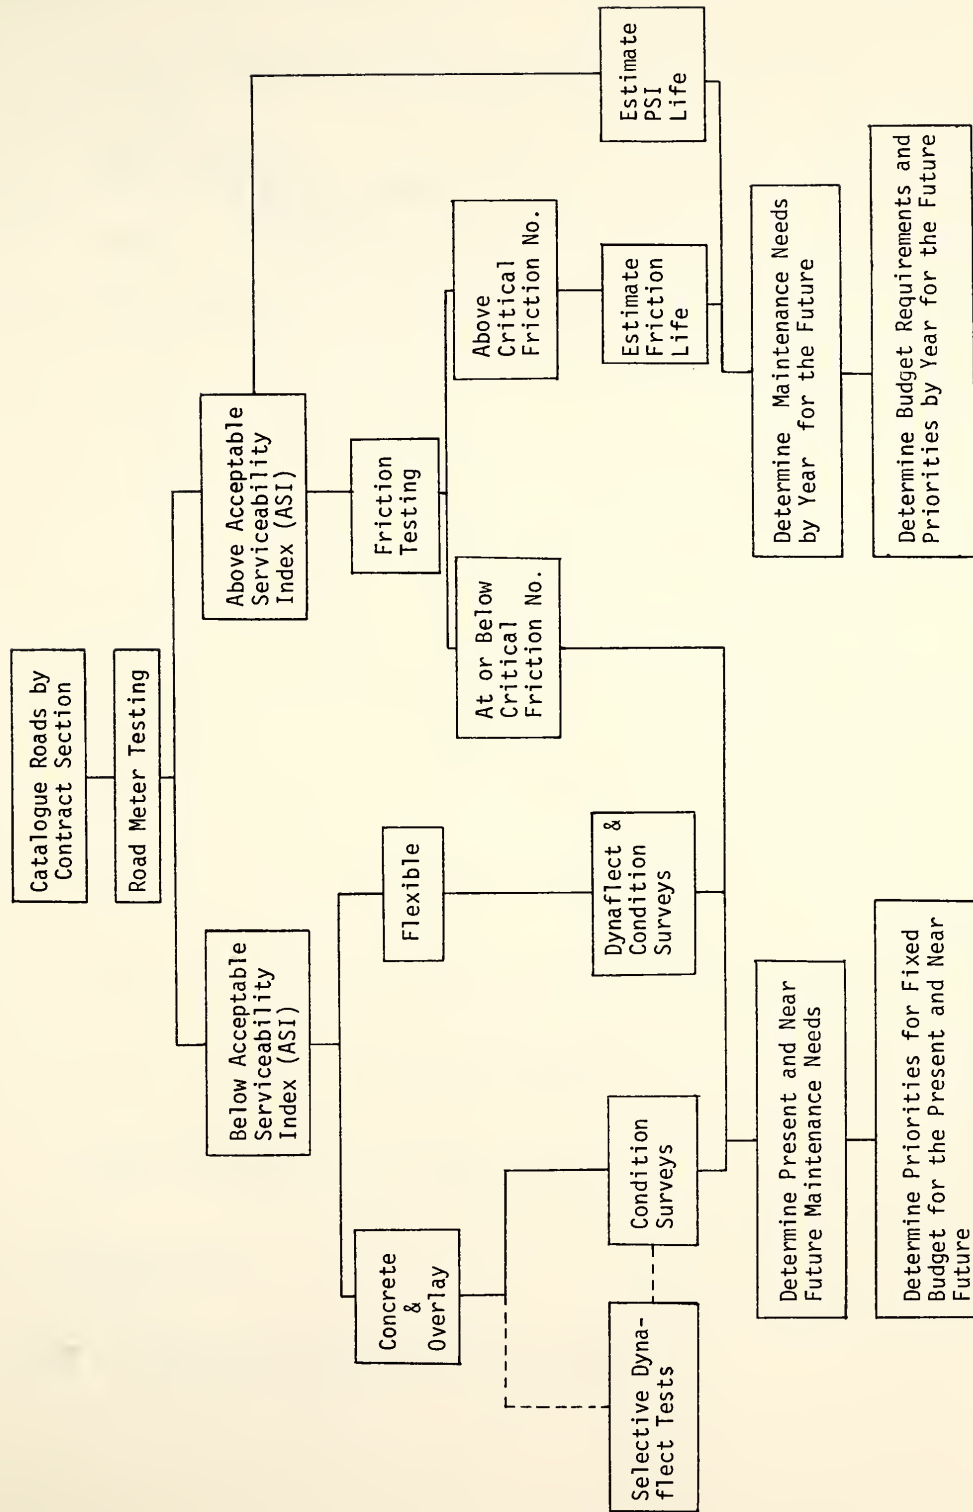 Catalogue Roads by
Contract Section
Road Meter Testing
Below Acceptable
Serviceability
Index (ASI)
Above Acceptable
Serviceability
Index (ASI)
Concrete
&
Overlay
Flexible
Friction
Testing
At or Below
Critical
Friction No.
Above
Critical
Friction No.
Selective Dyna-
flect Tests
Condition
Surveys
Dynaflect &
Condition
Surveys
Estimate
Friction
Life
Estimate
PSI
Life
Determine Present and Near
Future Maintenance Needs
Determine Maintenance Needs
by Year for the Future
Determine Priorities for Fixed
Budget for the Present and Near
Future
Determine Budget Requirements and
Priorities by Year for the Future